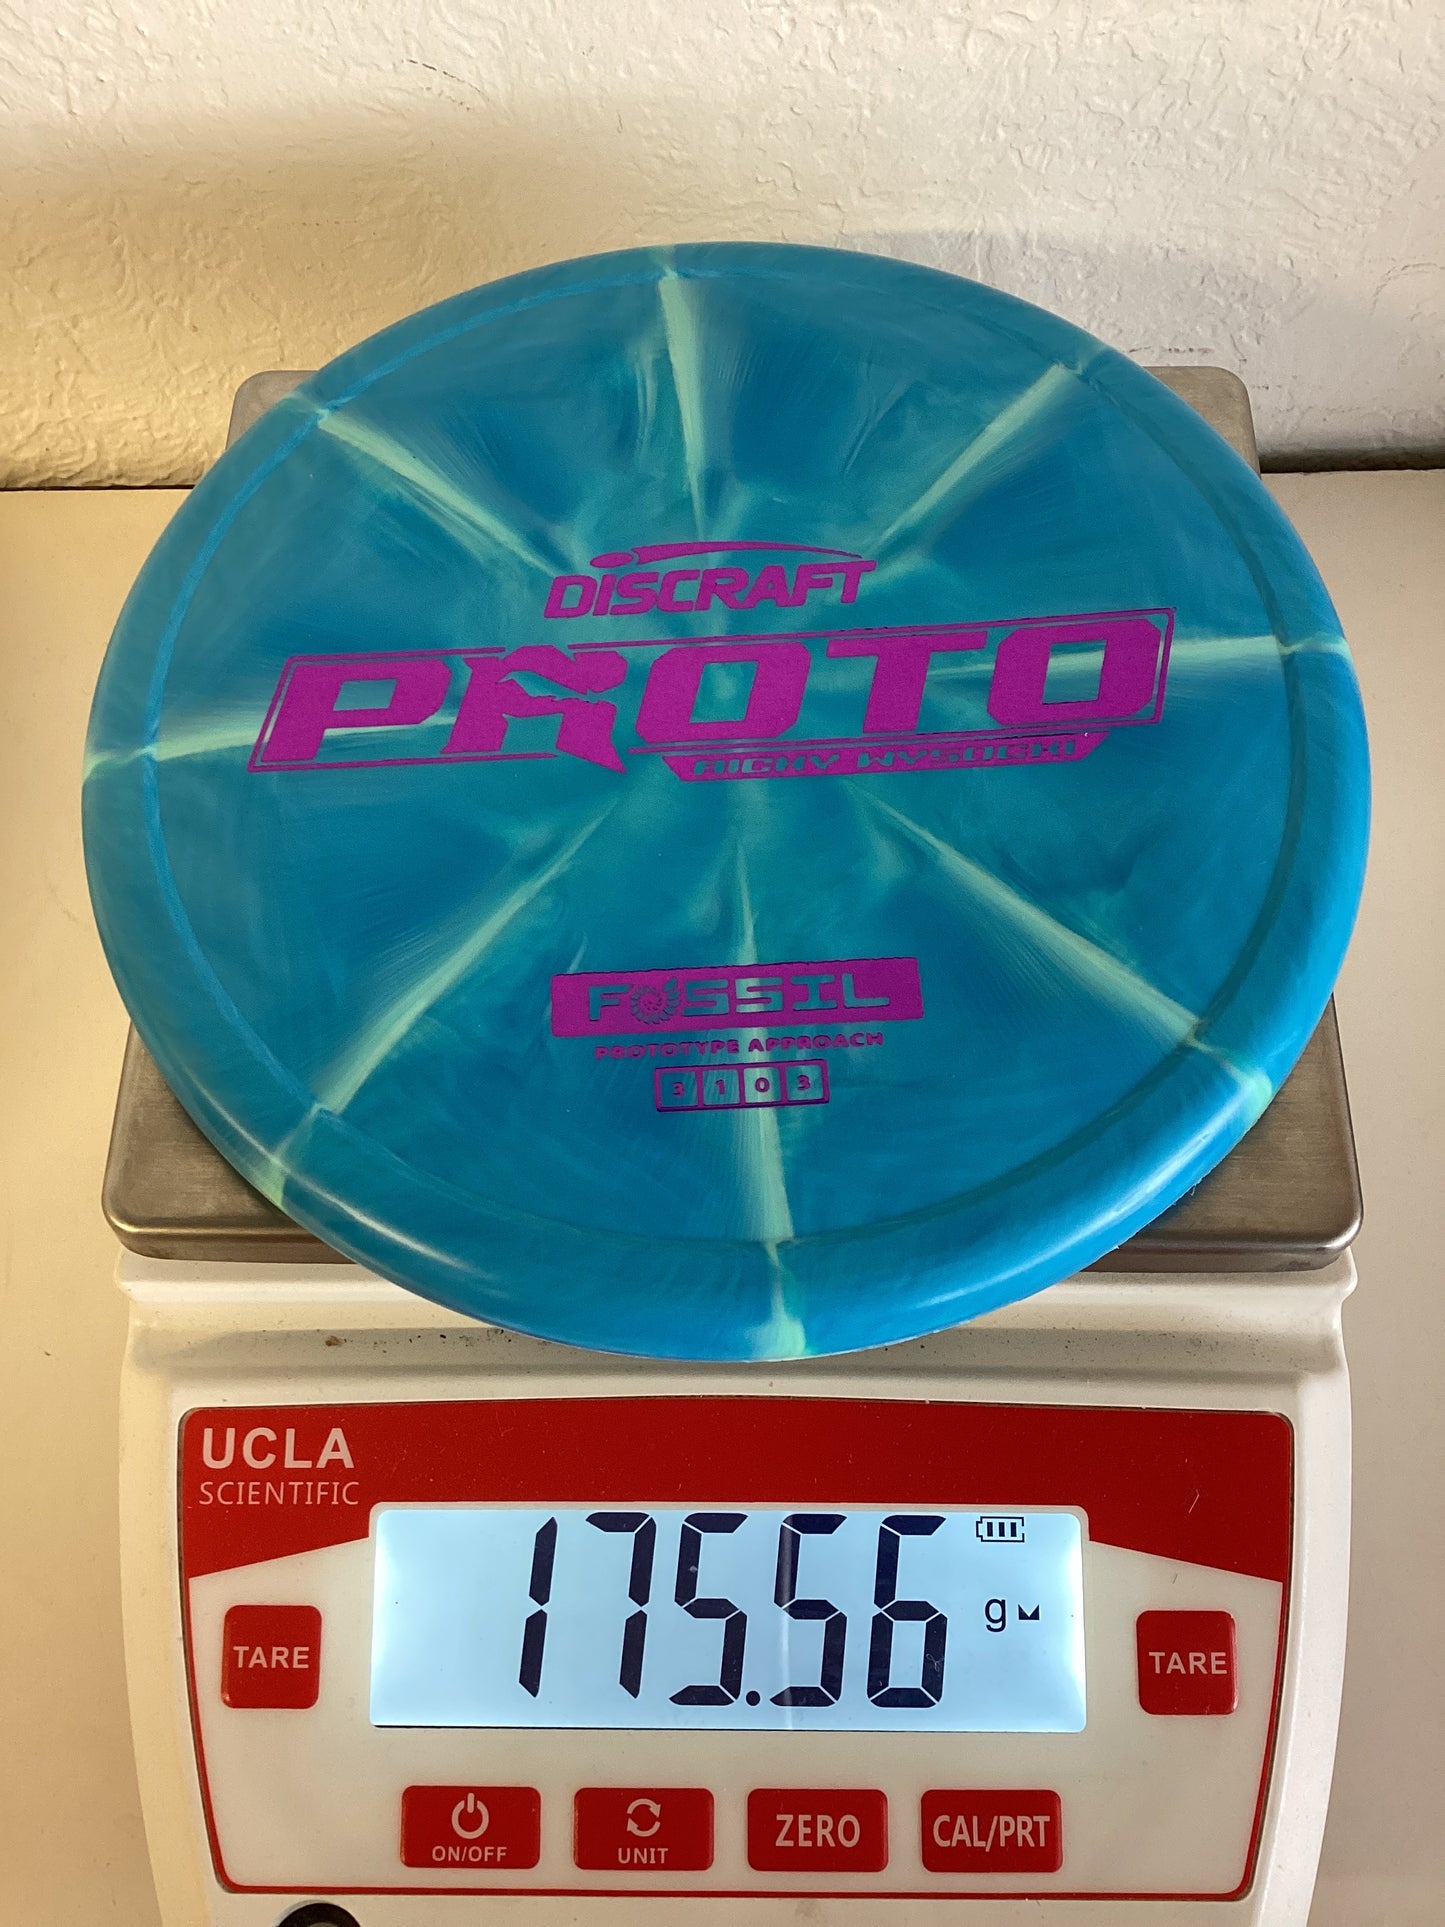 DISCRAFT
PROTO
RICKY WYSOCKI
FOSSIL
PROTOTYPE APPROACH
3 1 0 3
UCLA
SCIENTIFIC
175.56 g
TARE
TARE
ON/OFF UNIT ZERO CAL/PRT